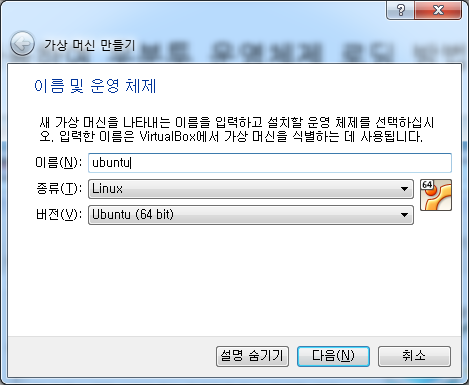 가상 머신 만들기
이름 및 운영 체제
새 가상 머신을 나타내는 이름을 입력하고 설치할 운영 체제를 선택하십시
오. 입력한 이름은 VirtualBox에서 가상 머신을 식별하는 데 사용됩니다.
이름(N): ubuntu
종류(T): Linux
64
버전(V): Ubuntu (64 bit)
설명 숨기기 다음(N) 취소